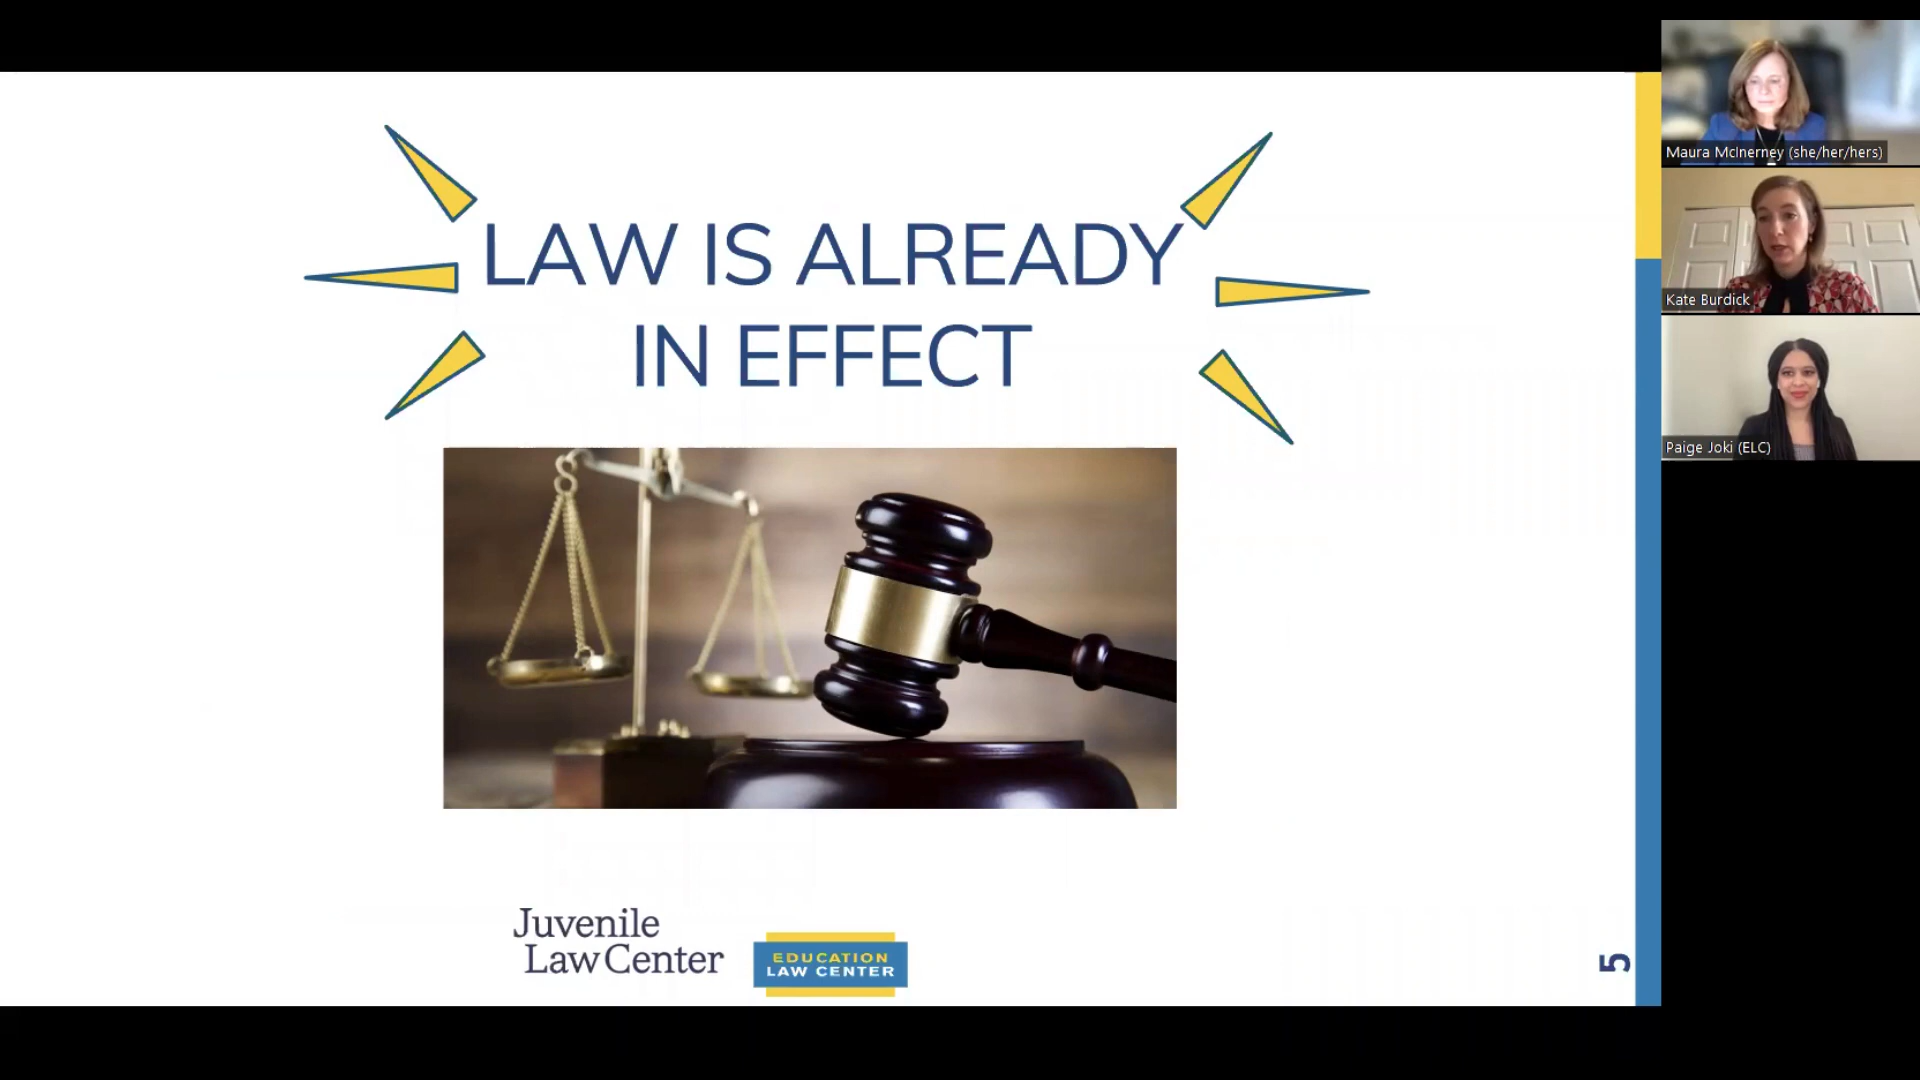 LAW IS ALREADY
IN EFFECT
Juvenile
Law Center
EDUCATION
LAW CENTER
5
Maura McInerney (she/her/hers)
Kate Burdick
Paige Joki (ELC)